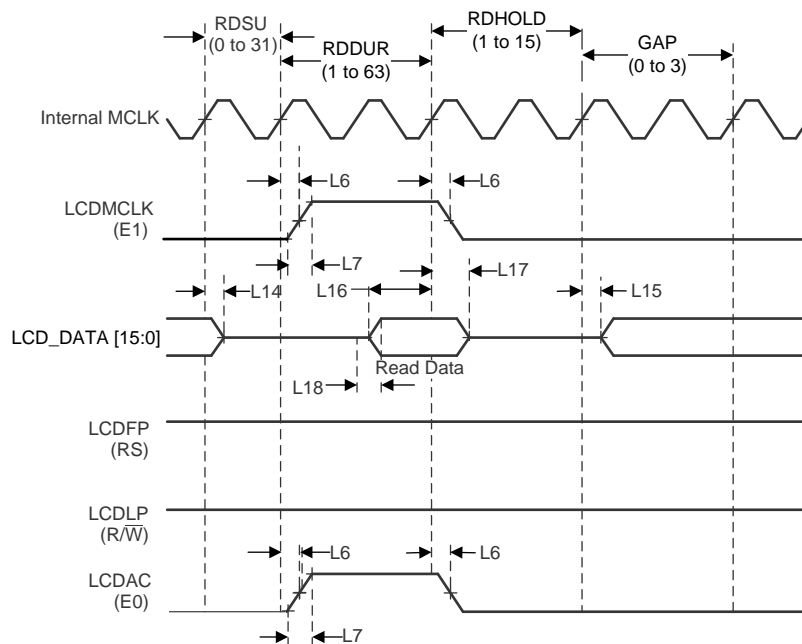 RDSU
(0 to 31)
RDDUR
(1 to 63)
RDHOLD
(1 to 15)
GAP
(0 to 3)
Internal MCLK
L6
L6
LCDMCLK
(E1)
L7
L17
L14
L16
L15
LCD_DATA [15:0]
Read Data
L18
LCDFP
(RS)
LCDLP
(R/W̅)
L6
L6
LCDAC
(E0)
L7